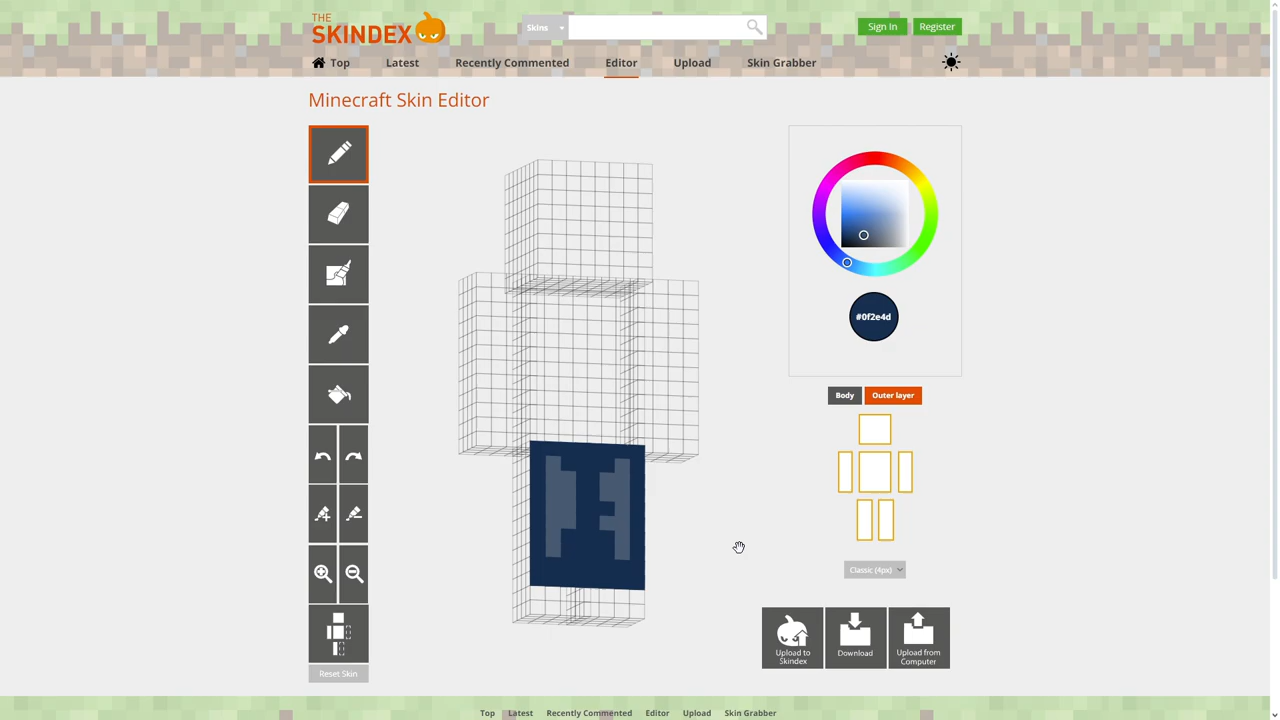 THE
SKINDEX
Skins
Sign In
Register
Top
Latest
Recently Commented
Editor
Upload
Skin Grabber
Minecraft Skin Editor
#0f2e4d
Body
Outer layer
Classic (4px)
Upload to
Skindex
Download
Upload from
Computer
Reset Skin
Top
Latest
Recently Commented
Editor
Upload
Skin Grabber